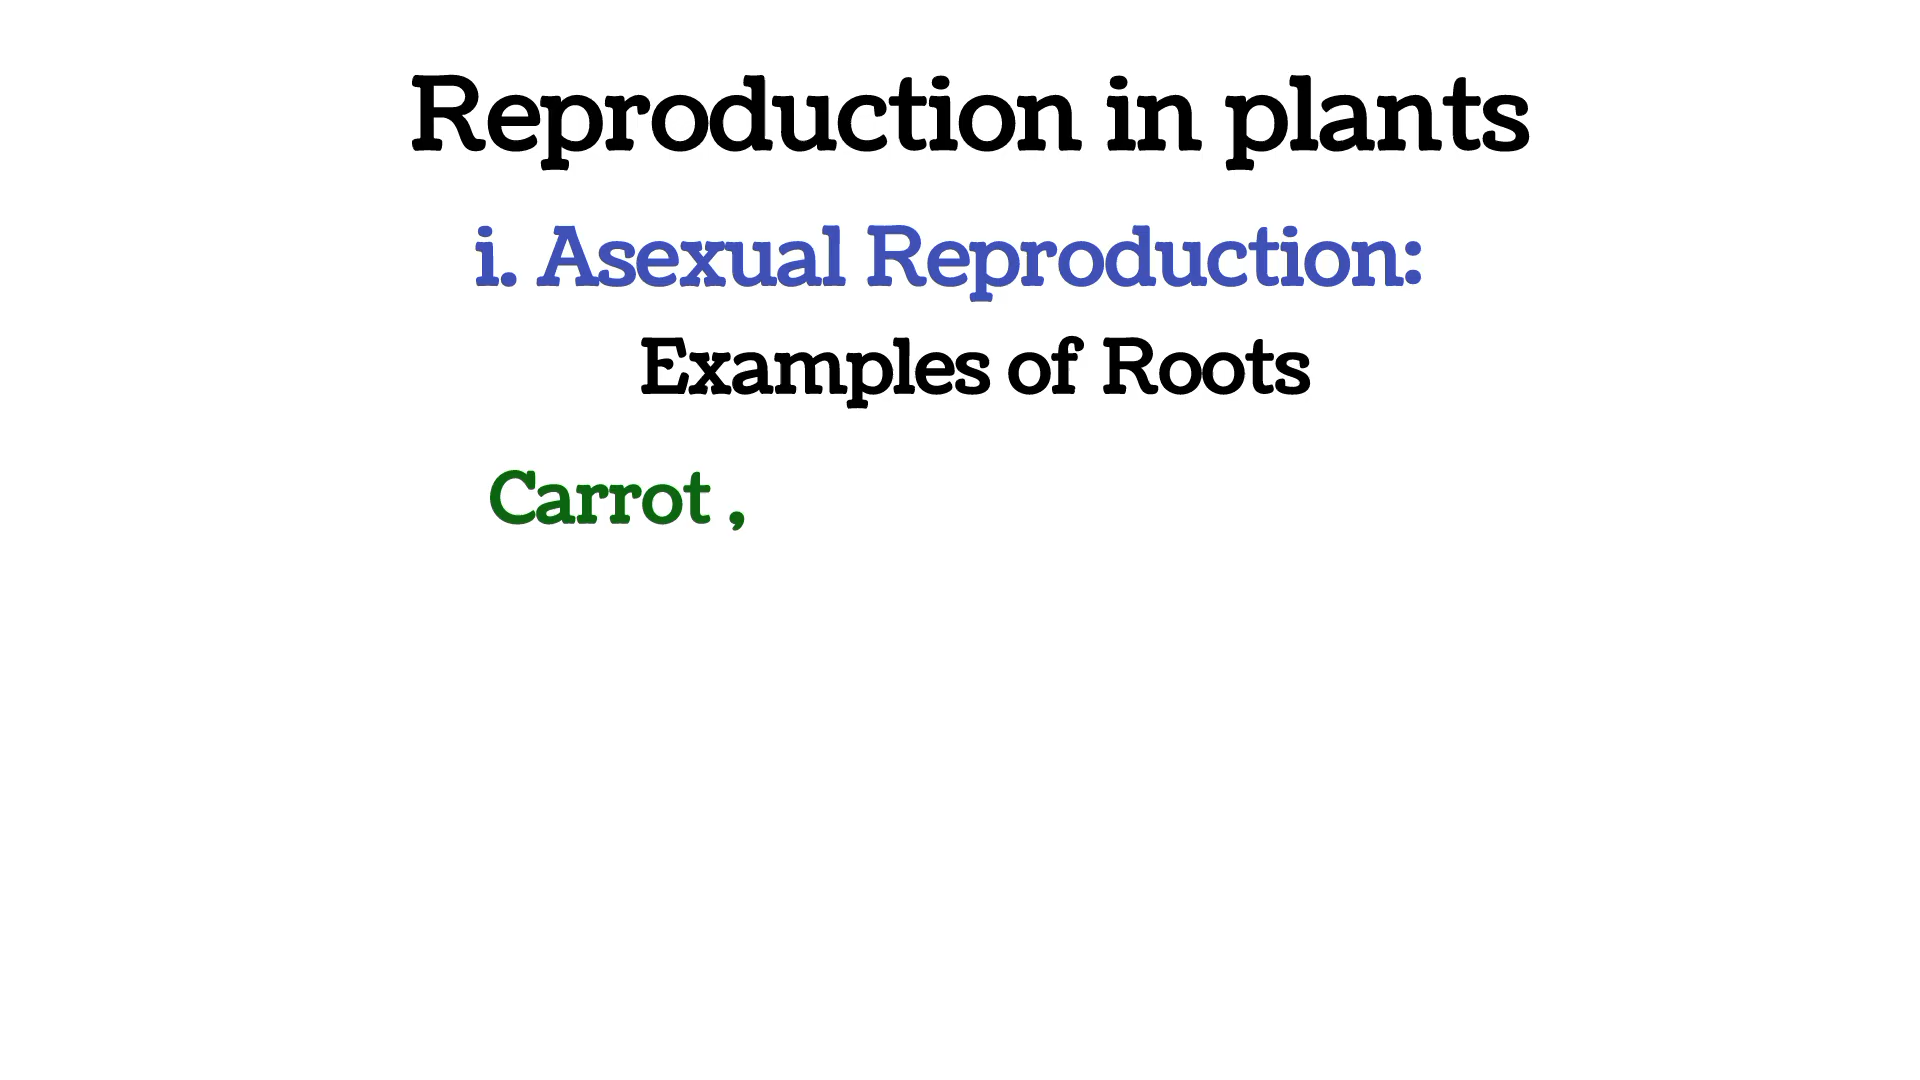 Reproduction in plants
i. Asexual Reproduction:
Examples of Roots
Carrot ,